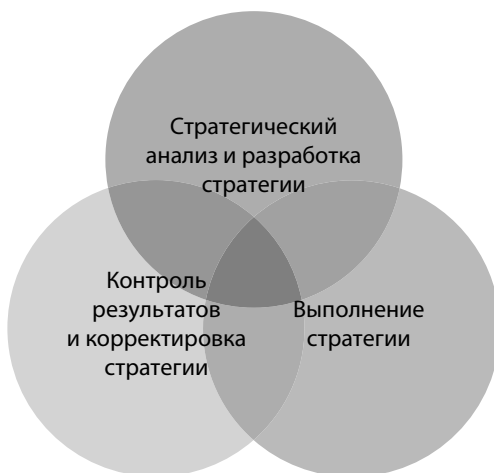 Стратегический
анализ и разработка
стратегии
Контроль
результатов
и корректировка
стратегии
Выполнение
стратегии